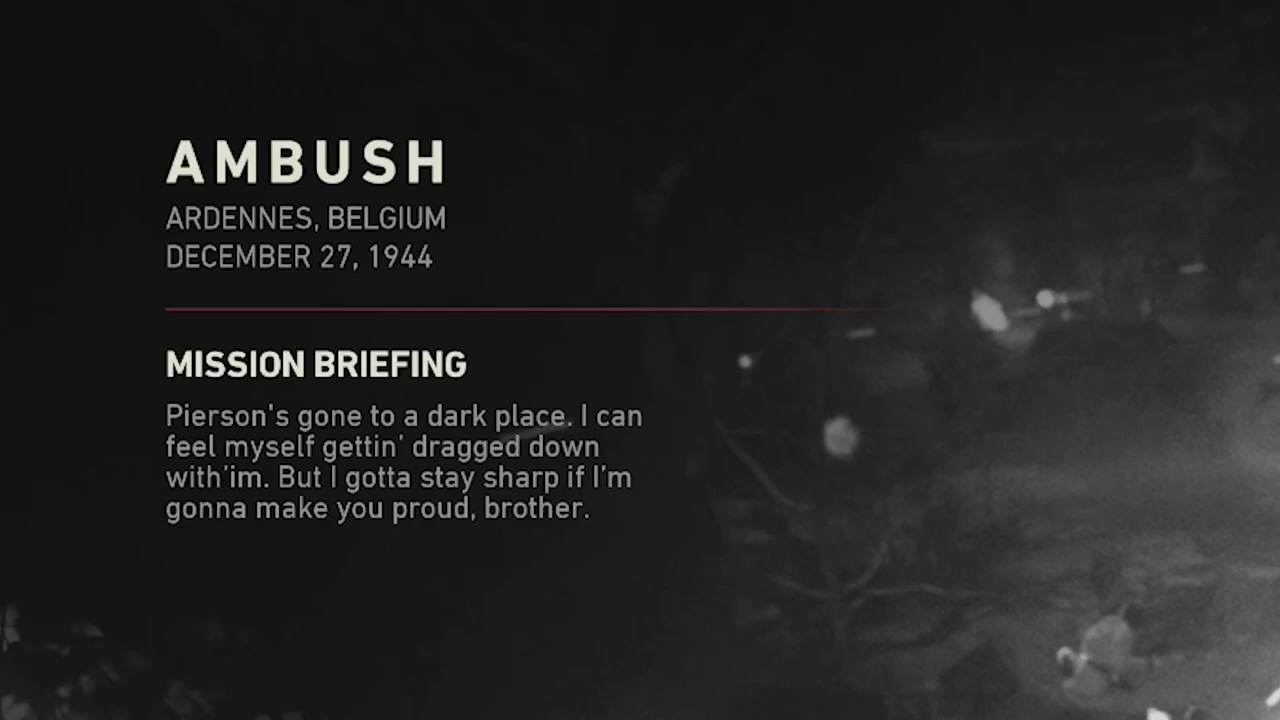 AMBUSH
ARDENNES, BELGIUM
DECEMBER 27, 1944
MISSION BRIEFING
Pierson's gone to a dark place. I can
feel myself gettin' dragged down
with'im. But I gotta stay sharp if I'm
gonna make you proud, brother.